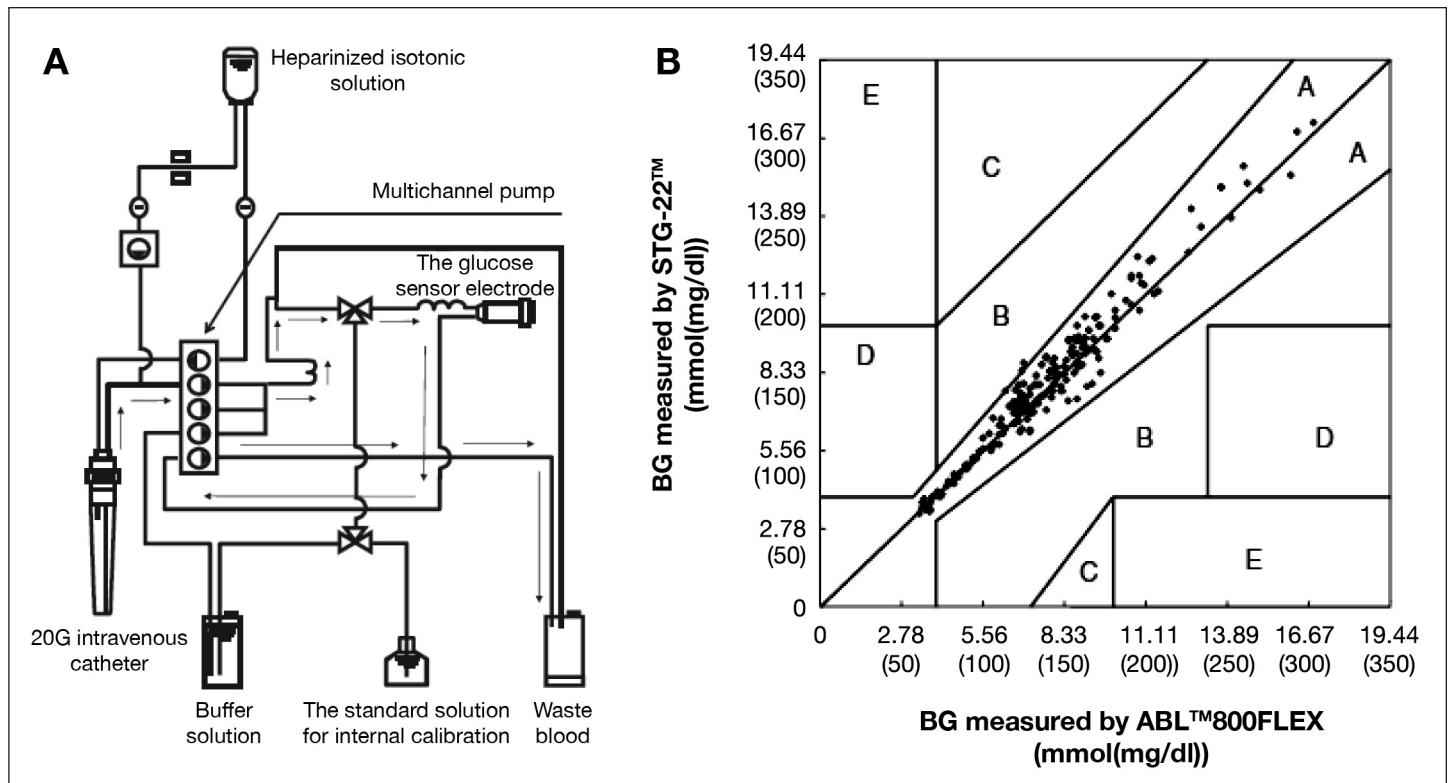 A
Heparinized isotonic
solution
Multichannel pump
The glucose
sensor electrode
20G intravenous
catheter
Buffer
solution
The standard solution
for internal calibration
Waste
blood
B
BG measured by STG-22™
(mmol(mg/dl))
19.44
(350)
16.67
(300)
13.89
(250)
11.11
(200)
8.33
(150)
5.56
(100)
2.78
(50)
0
E
C
A
A
B
D
B
D
C
E
0
2.78
(50)
5.56
(100)
8.33
(150)
11.11
(200))
13.89
(250)
16.67
(300)
19.44
(350)
BG measured by ABL™800FLEX
(mmol(mg/dl))